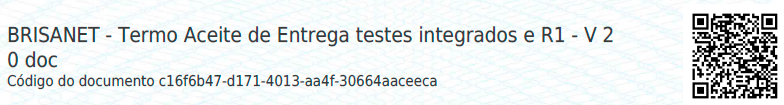 BRISANET - Termo Aceite de Entrega testes integrados e R1 - V 2
0 doc
Código do documento c16f6b47-d171-4013-aa4f-30664aaceeca